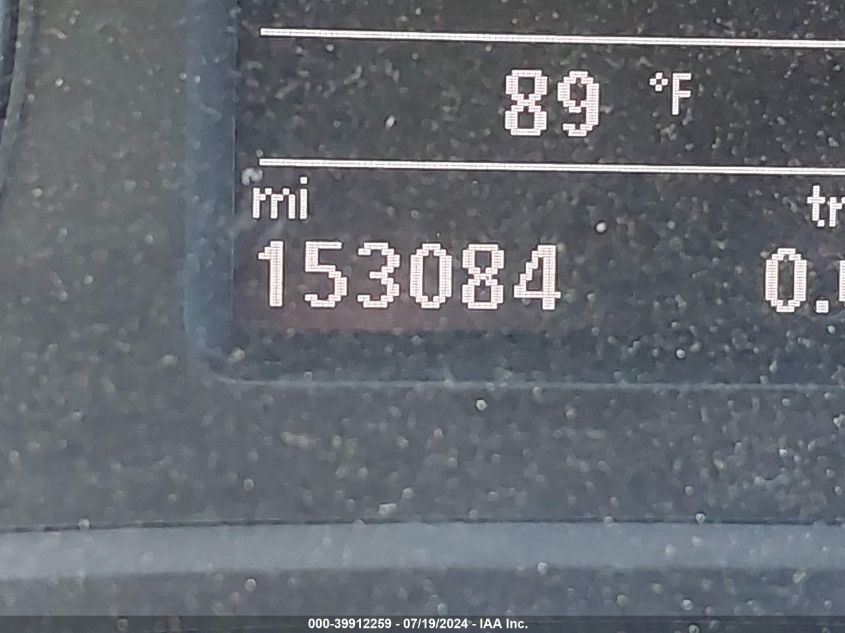 89 °F
mi
153084
000-39912259 - 07/19/2024 - IAA Inc.